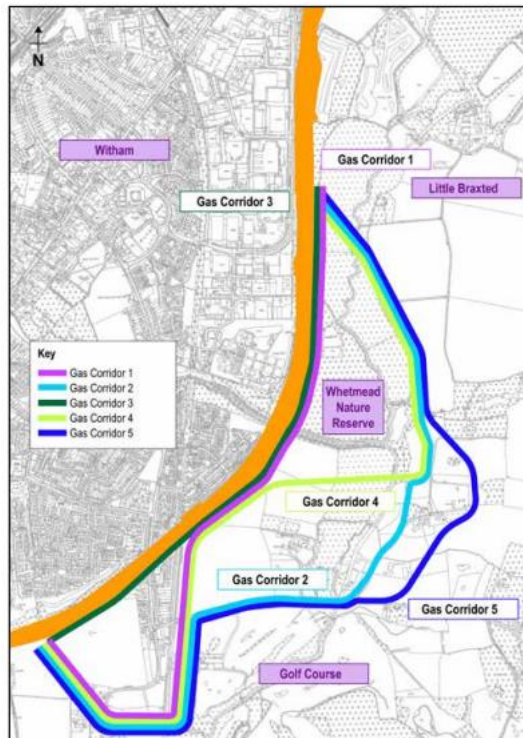 N
Witham
Gas Corridor 1
Little Braxted
Gas Corridor 3
Key
Gas Corridor 1
Gas Corridor 2
Gas Corridor 3
Gas Corridor 4
Gas Corridor 5
Whetmead
Nature
Reserve
Gas Corridor 4
Gas Corridor 2
Gas Corridor 5
Golf Course